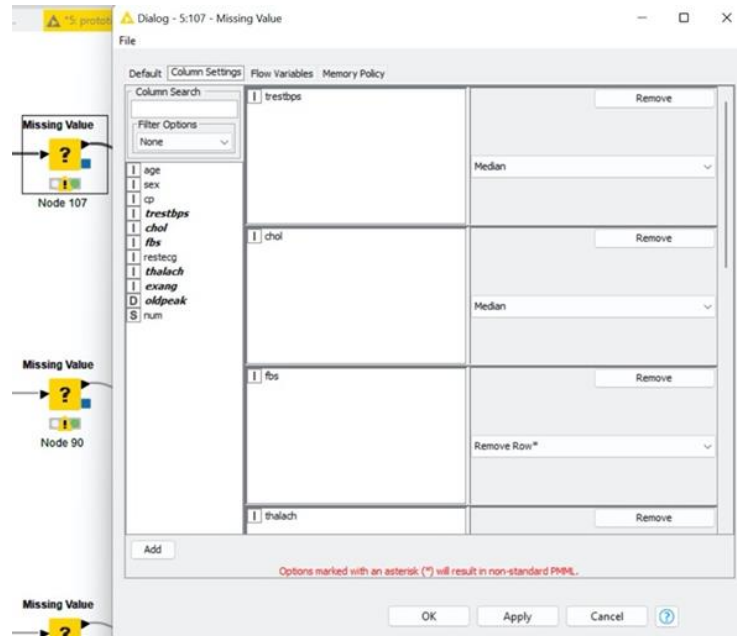 *5: protot
Dialog - 5:107 - Missing Value
File
Default Column Settings Flow Variables Memory Policy
Column Search
Filter Options
None
I age
I sex
I cp
I trestbps
I chol
I fbs
I restecg
I thalach
I exang
D oldpeak
S num
I trestbps
Remove
Median
I chol
Remove
Median
I fbs
Remove
Remove Row*
I thalach
Remove
Add
Options marked with an asterisk (*) will result in non-standard PMML.
OK Apply Cancel ?
Missing Value
?
!
Node 107
Missing Value
?
!
Node 90
Missing Value
?